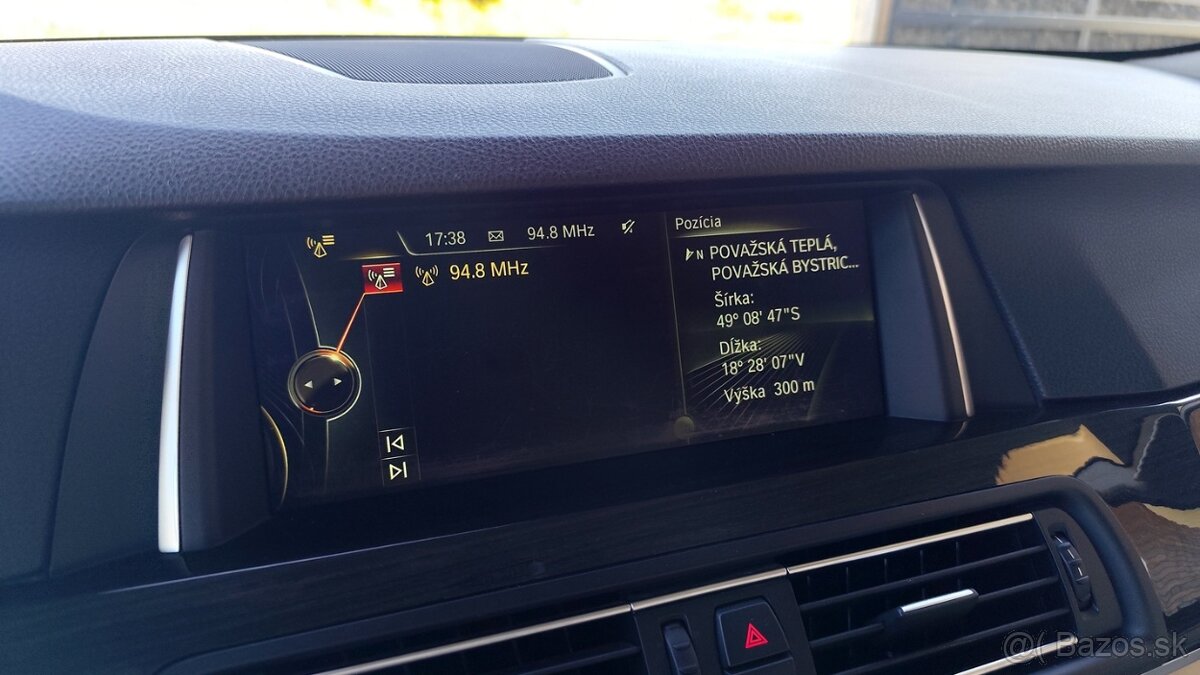 17:38 94.8 MHz
94.8 MHz
Pozícia
N POVAŽSKÁ TEPLÁ,
POVAŽSKÁ BYSTRIC...
Šírka:
49° 08' 47"S
Dĺžka:
18° 28' 07"V
Výška 300 m
@( Bazos.sk